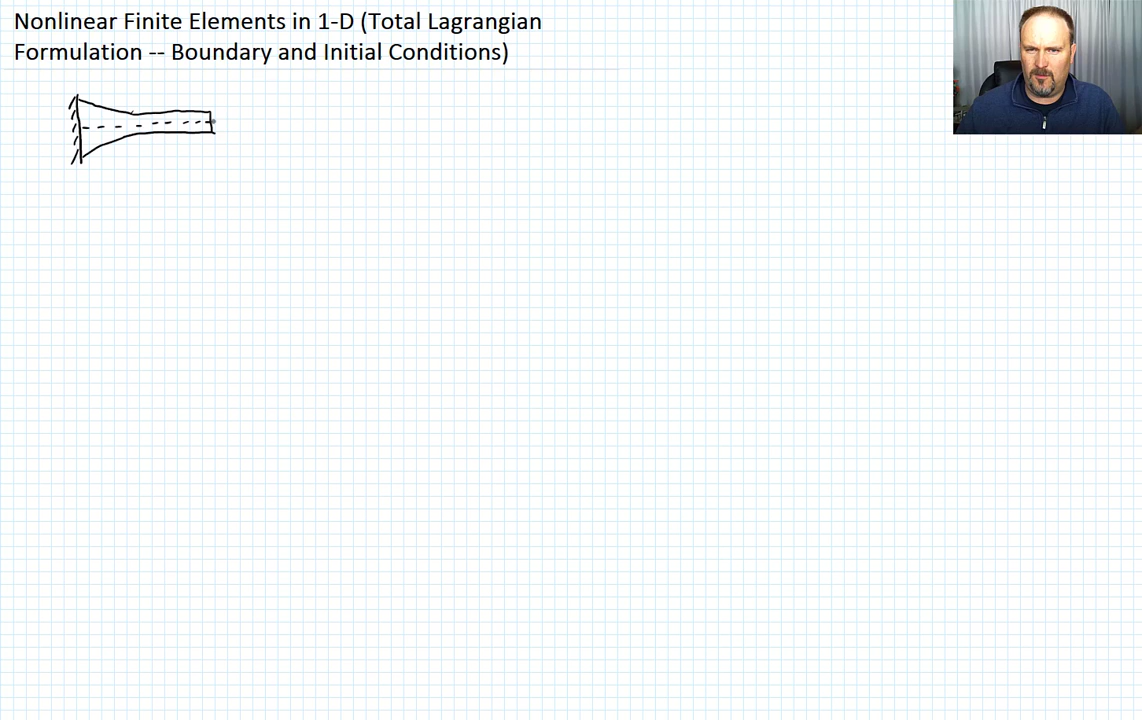 Nonlinear Finite Elements in 1-D (Total Lagrangian
Formulation -- Boundary and Initial Conditions)